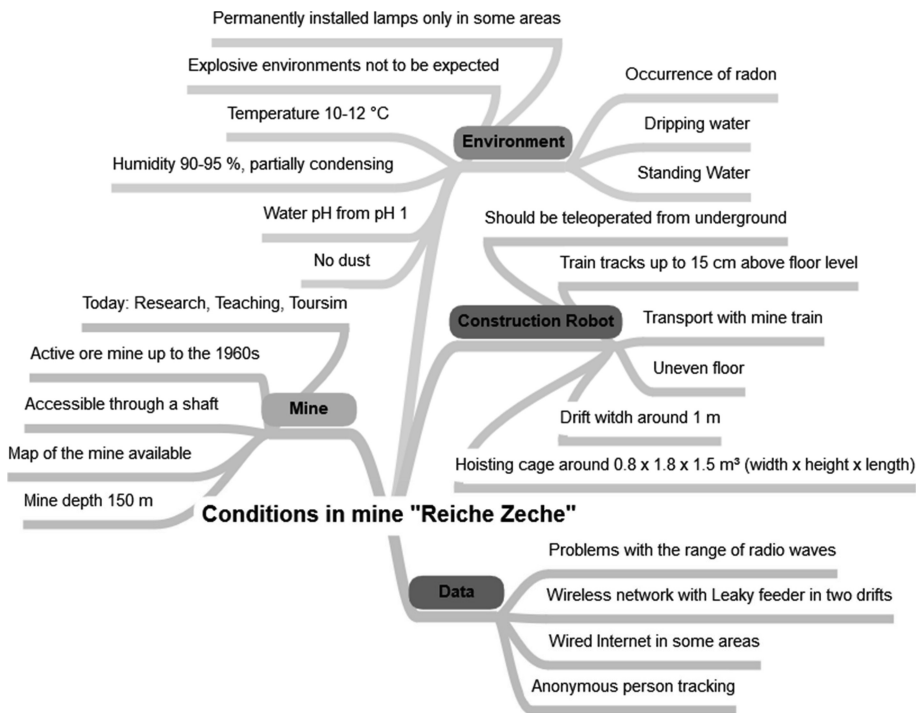 Permanently installed lamps only in some areas
Explosive environments not to be expected
Temperature 10-12 °C
Humidity 90-95 %, partially condensing
Water pH from pH 1
No dust
Environment
Occurrence of radon
Dripping water
Standing Water
Should be teleoperated from underground
Train tracks up to 15 cm above floor level
Construction Robot
Transport with mine train
Uneven floor
Drift witdh around 1 m
Hoisting cage around 0.8 x 1.8 x 1.5 m³ (width x height x length)
Today: Research, Teaching, Toursim
Active ore mine up to the 1960s
Mine
Accessible through a shaft
Map of the mine available
Mine depth 150 m
Conditions in mine "Reiche Zeche"
Data
Problems with the range of radio waves
Wireless network with Leaky feeder in two drifts
Wired Internet in some areas
Anonymous person tracking